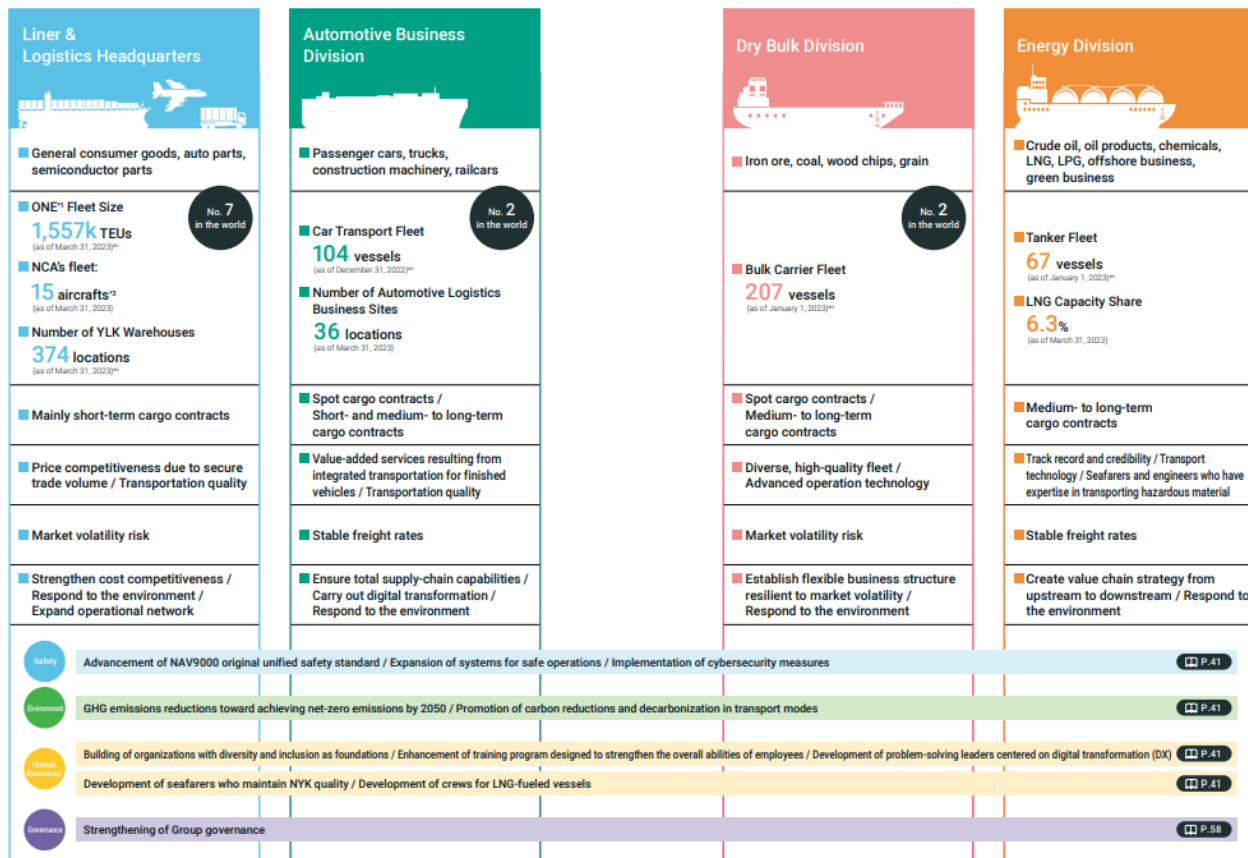 Liner &
Logistics Headquarters
General consumer goods, auto parts,
semiconductor parts
ONE*1 Fleet Size
1,557k TEUs
(as of March 31, 2023)*2
No. 7
in the world
NCA's fleet:
15 aircrafts*3
(as of March 31, 2023)
Number of YLK Warehouses
374 locations
(as of March 31, 2023)*4
Mainly short-term cargo contracts
Price competitiveness due to secure
trade volume / Transportation quality
Market volatility risk
Strengthen cost competitiveness /
Respond to the environment /
Expand operational network
Automotive Business
Division
Passenger cars, trucks,
construction machinery, railcars
No. 2
in the world
Car Transport Fleet
104 vessels
(as of December 31, 2022)
Number of Automotive Logistics
Business Sites
36 locations
(as of March 31, 2023)
Spot cargo contracts /
Short- and medium- to long-term
cargo contracts
Value-added services resulting from
integrated transportation for finished
vehicles / Transportation quality
Stable freight rates
Ensure total supply-chain capabilities /
Carry out digital transformation /
Respond to the environment
Dry Bulk Division
Iron ore, coal, wood chips, grain
No. 2
in the world
Bulk Carrier Fleet
207 vessels
(as of January 1, 2023)
Spot cargo contracts /
Medium- to long-term
cargo contracts
Diverse, high-quality fleet /
Advanced operation technology
Market volatility risk
Establish flexible business structure
resilient to market volatility /
Respond to the environment
Energy Division
Crude oil, oil products, chemicals,
LNG, LPG, offshore business,
green business
Tanker Fleet
67 vessels
(as of January 1, 2023)
LNG Capacity Share
6.3%
(as of March 31, 2023)
Medium- to long-term
cargo contracts
Track record and credibility / Transport
technology / Seafarers and engineers who have
expertise in transporting hazardous material
Stable freight rates
Create value chain strategy from
upstream to downstream / Respond to
the environment
Safety
Advancement of NAV9000 original unified safety standard / Expansion of systems for safe operations / Implementation of cybersecurity measures
P.41
Environment
GHG emissions reductions toward achieving net-zero emissions by 2050 / Promotion of carbon reductions and decarbonization in transport modes
P.41
Human
Resources
Building of organizations with diversity and inclusion as foundations / Enhancement of training program designed to strengthen the overall abilities of employees / Development of problem-solving leaders centered on digital transformation (DX)
P.41
Development of seafarers who maintain NYK quality / Development of crews for LNG-fueled vessels
P.41
Governance
Strengthening of Group governance
P.58